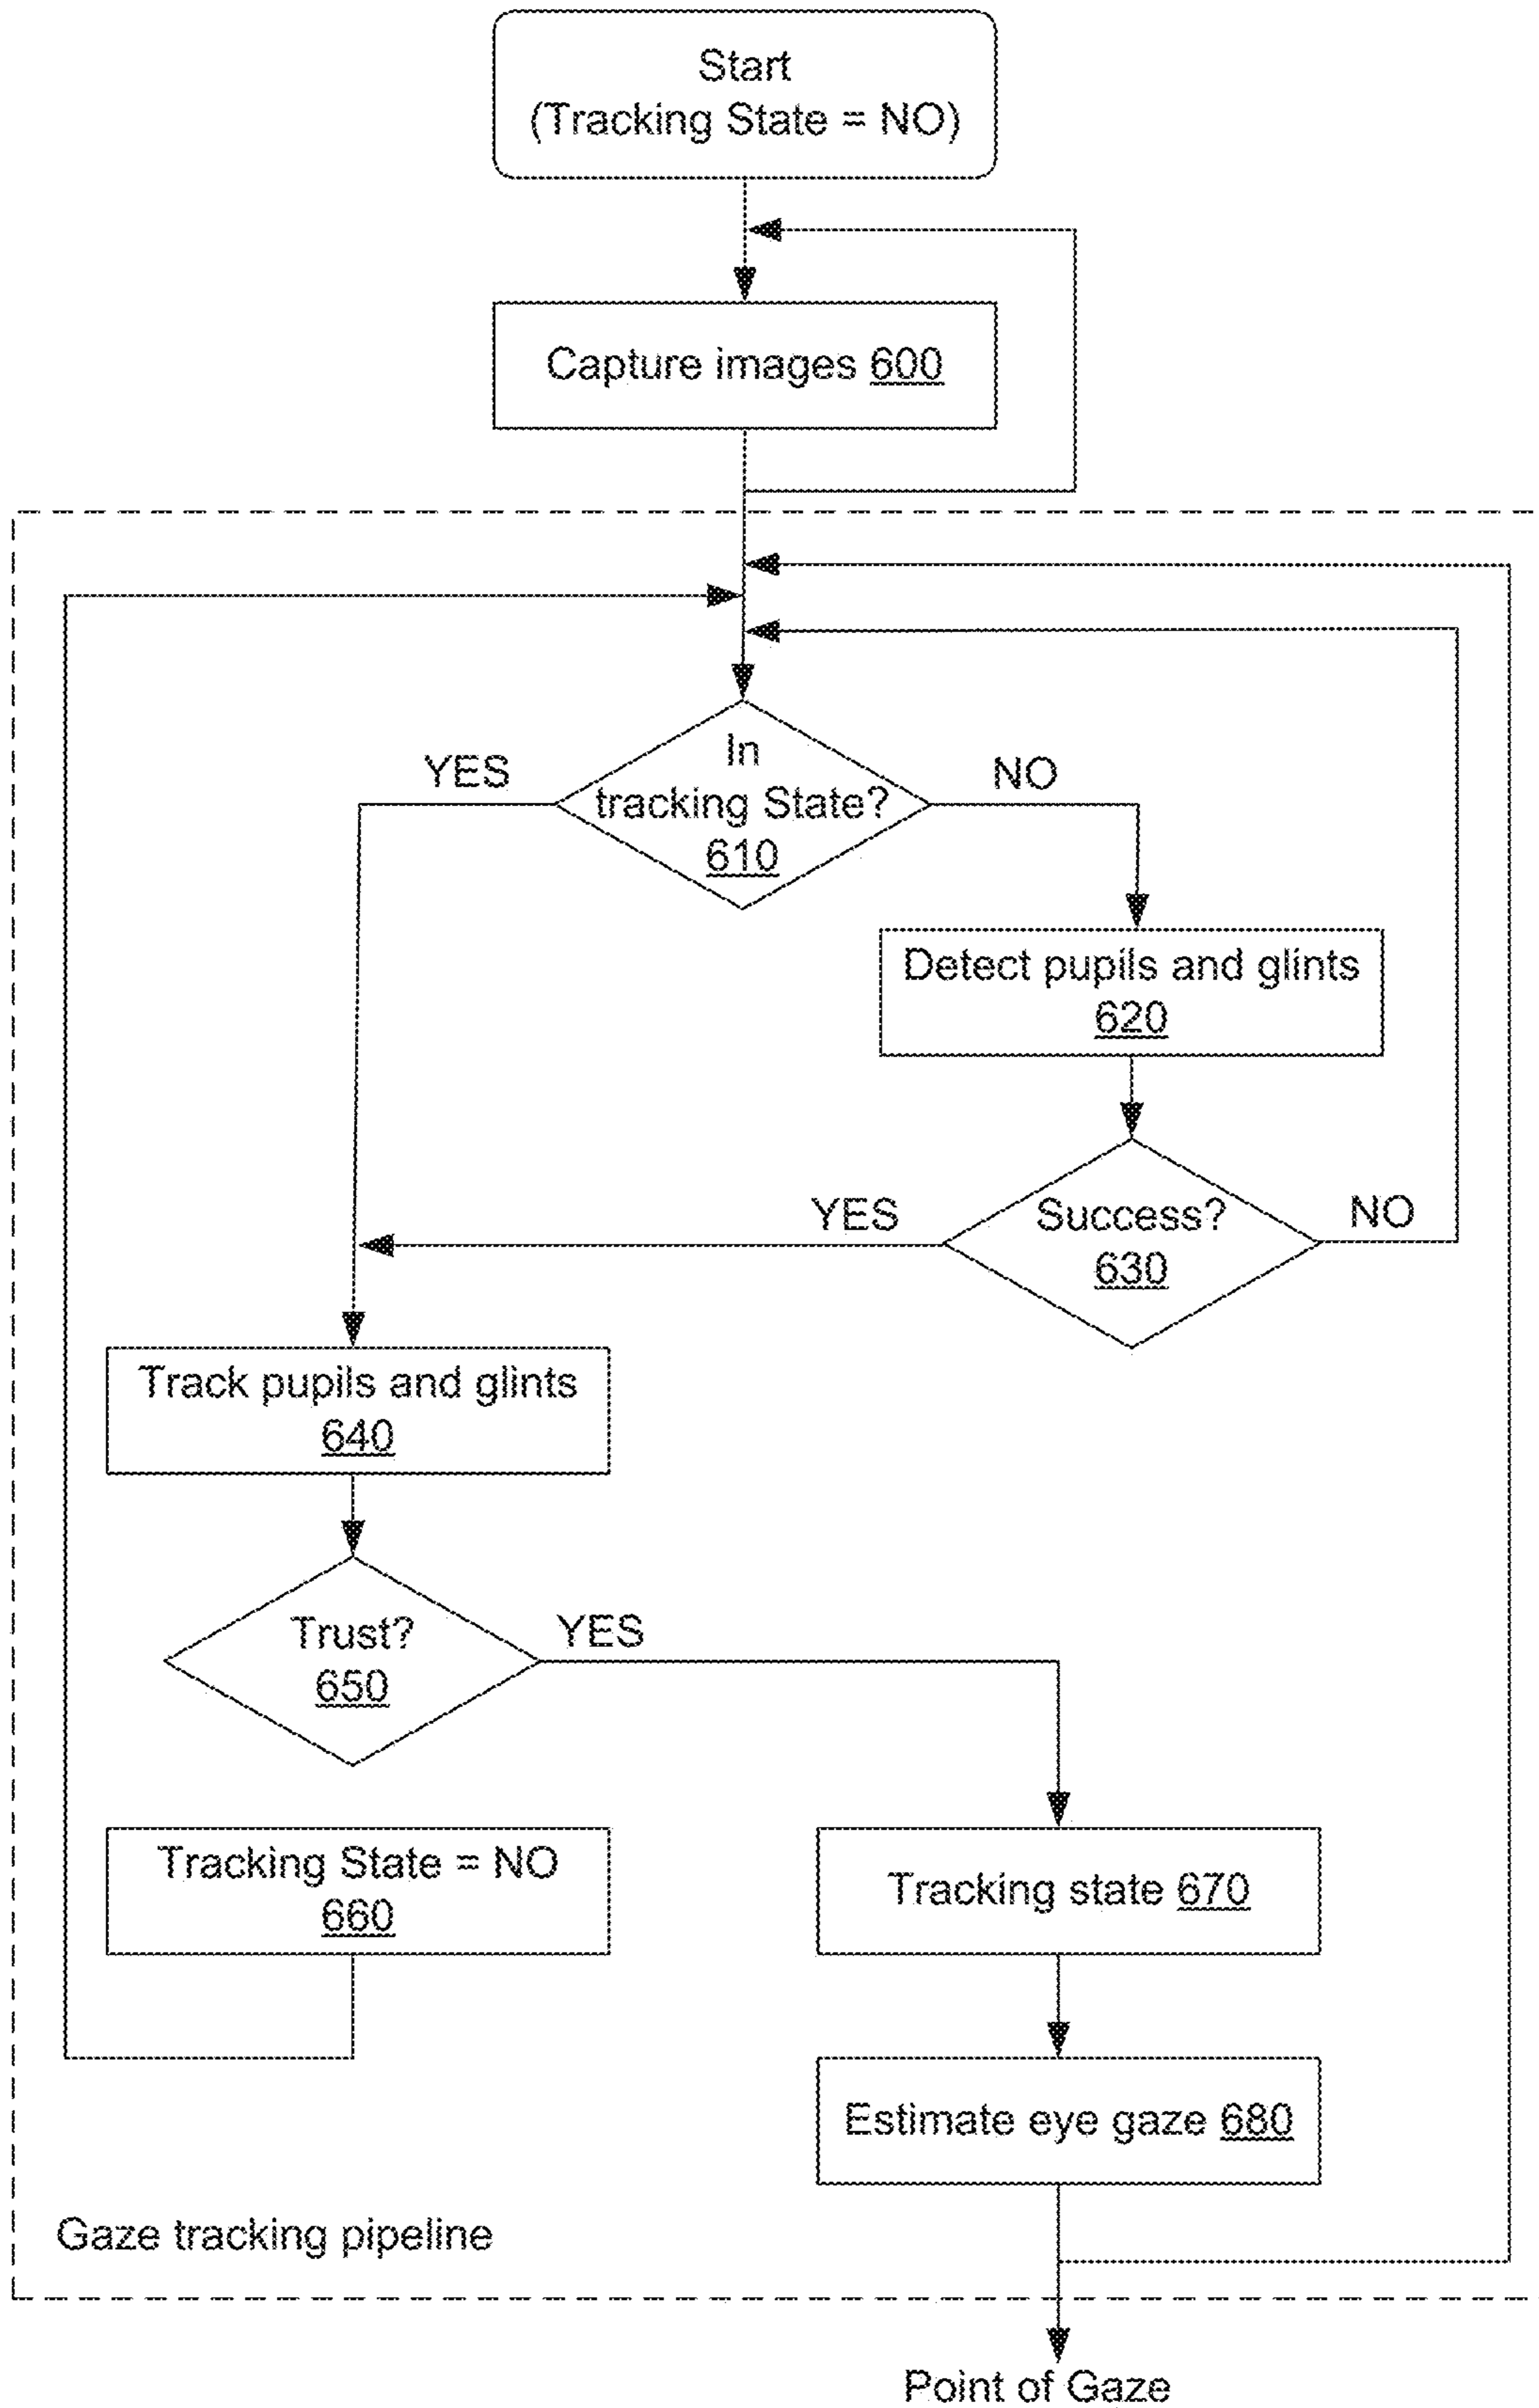 Start
(Tracking State = NO)
Capture images 600
In
tracking State?
610
YES
NO
Detect pupils and glints
620
Success?
630
YES
NO
Track pupils and glints
640
Trust?
650
YES
Tracking State = NO
660
Tracking state 670
Estimate eye gaze 680
Gaze tracking pipeline
Point of Gaze